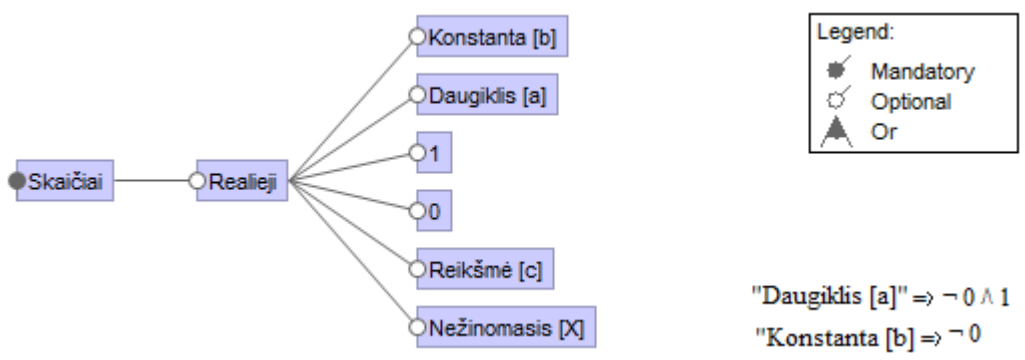 Konstanta [b]
Daugiklis [a]
1
Skaičiai
Realieji
0
Reikšmė [c]
Nežinomasis [X]
Legend:
Mandatory
Optional
Or
"Daugiklis [a]" => ¬ 0 ∧ 1
"Konstanta [b] => ¬ 0